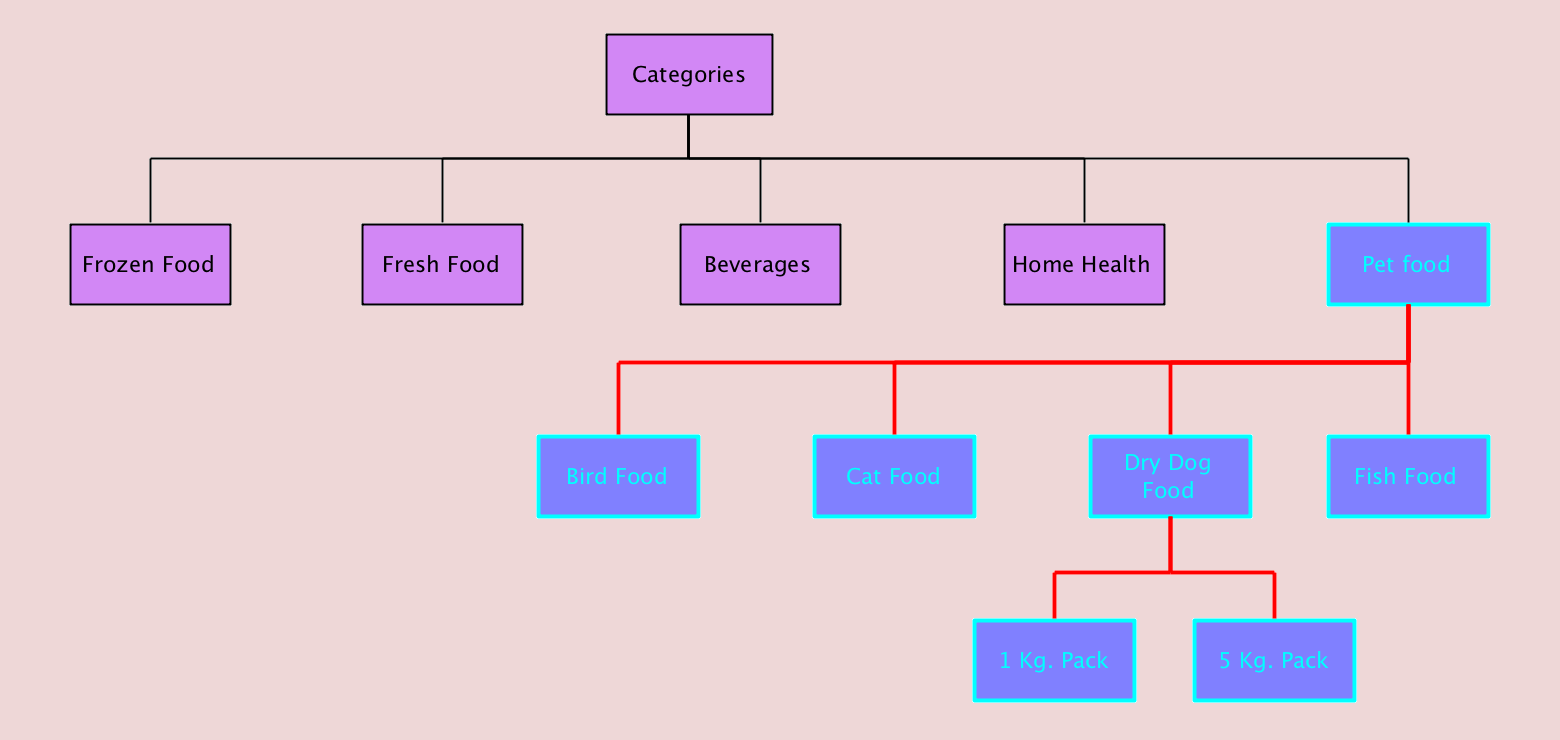 Categories
Frozen Food
Fresh Food
Beverages
Home Health
Pet food
Bird Food
Cat Food
Dry Dog
Food
Fish Food
1 Kg. Pack
5 Kg. Pack